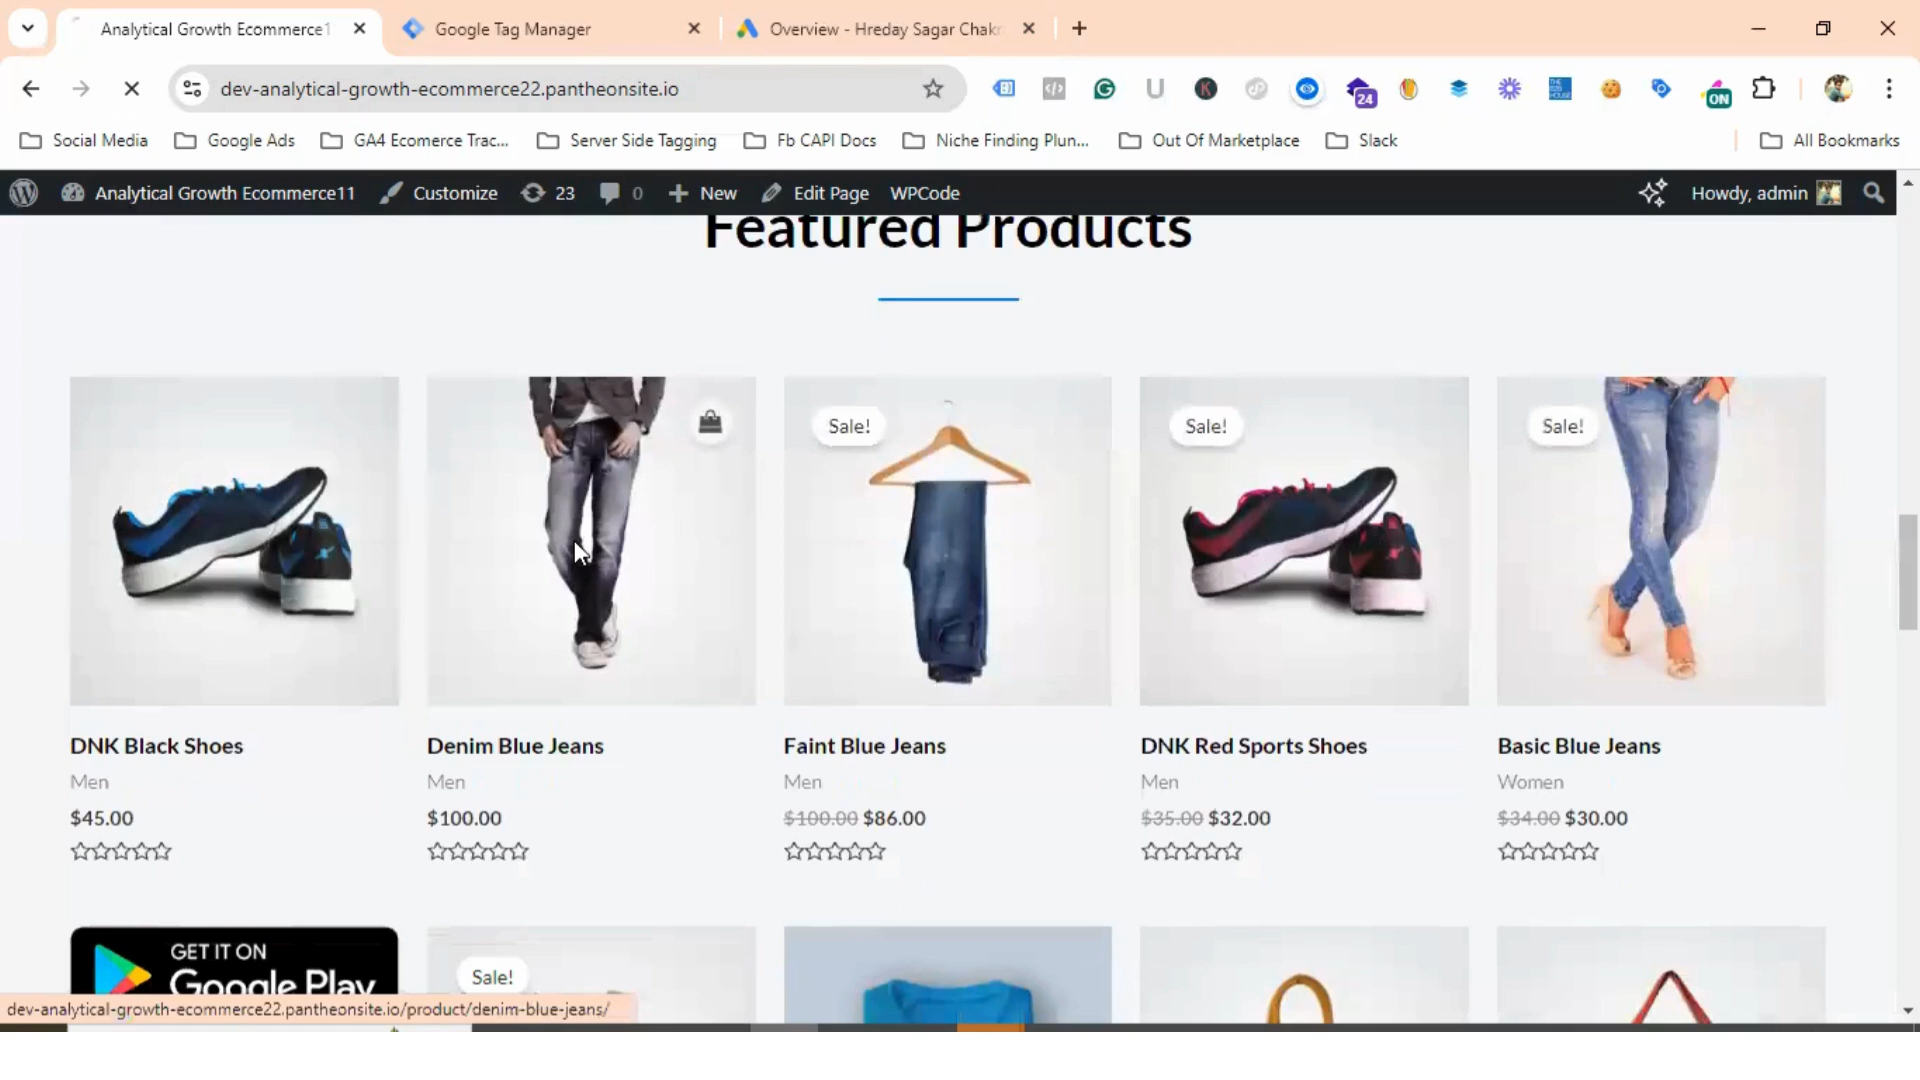 Analytical Growth Ecommerce1
Google Tag Manager
Overview - Hreday Sagar Chak
dev-analytical-growth-ecommerce22.pantheonsite.io
24
ON
Social Media
Google Ads
GA4 Ecomerce Trac...
Server Side Tagging
Fb CAPI Docs
Niche Finding Plun...
Out Of Marketplace
Slack
All Bookmarks
Analytical Growth Ecommerce11
Customize
23
0
New
Edit Page
WPCode
Howdy, admin
Featured Products
Sale!
Sale!
Sale!
DNK Black Shoes
Men
$45.00
Denim Blue Jeans
Men
$100.00
Faint Blue Jeans
Men
$100.00 $86.00
DNK Red Sports Shoes
Men
$35.00 $32.00
Basic Blue Jeans
Women
$34.00 $30.00
GET IT ON
Google Play
Sale!
dev-analytical-growth-ecommerce22.pantheonsite.io/product/denim-blue-jeans/